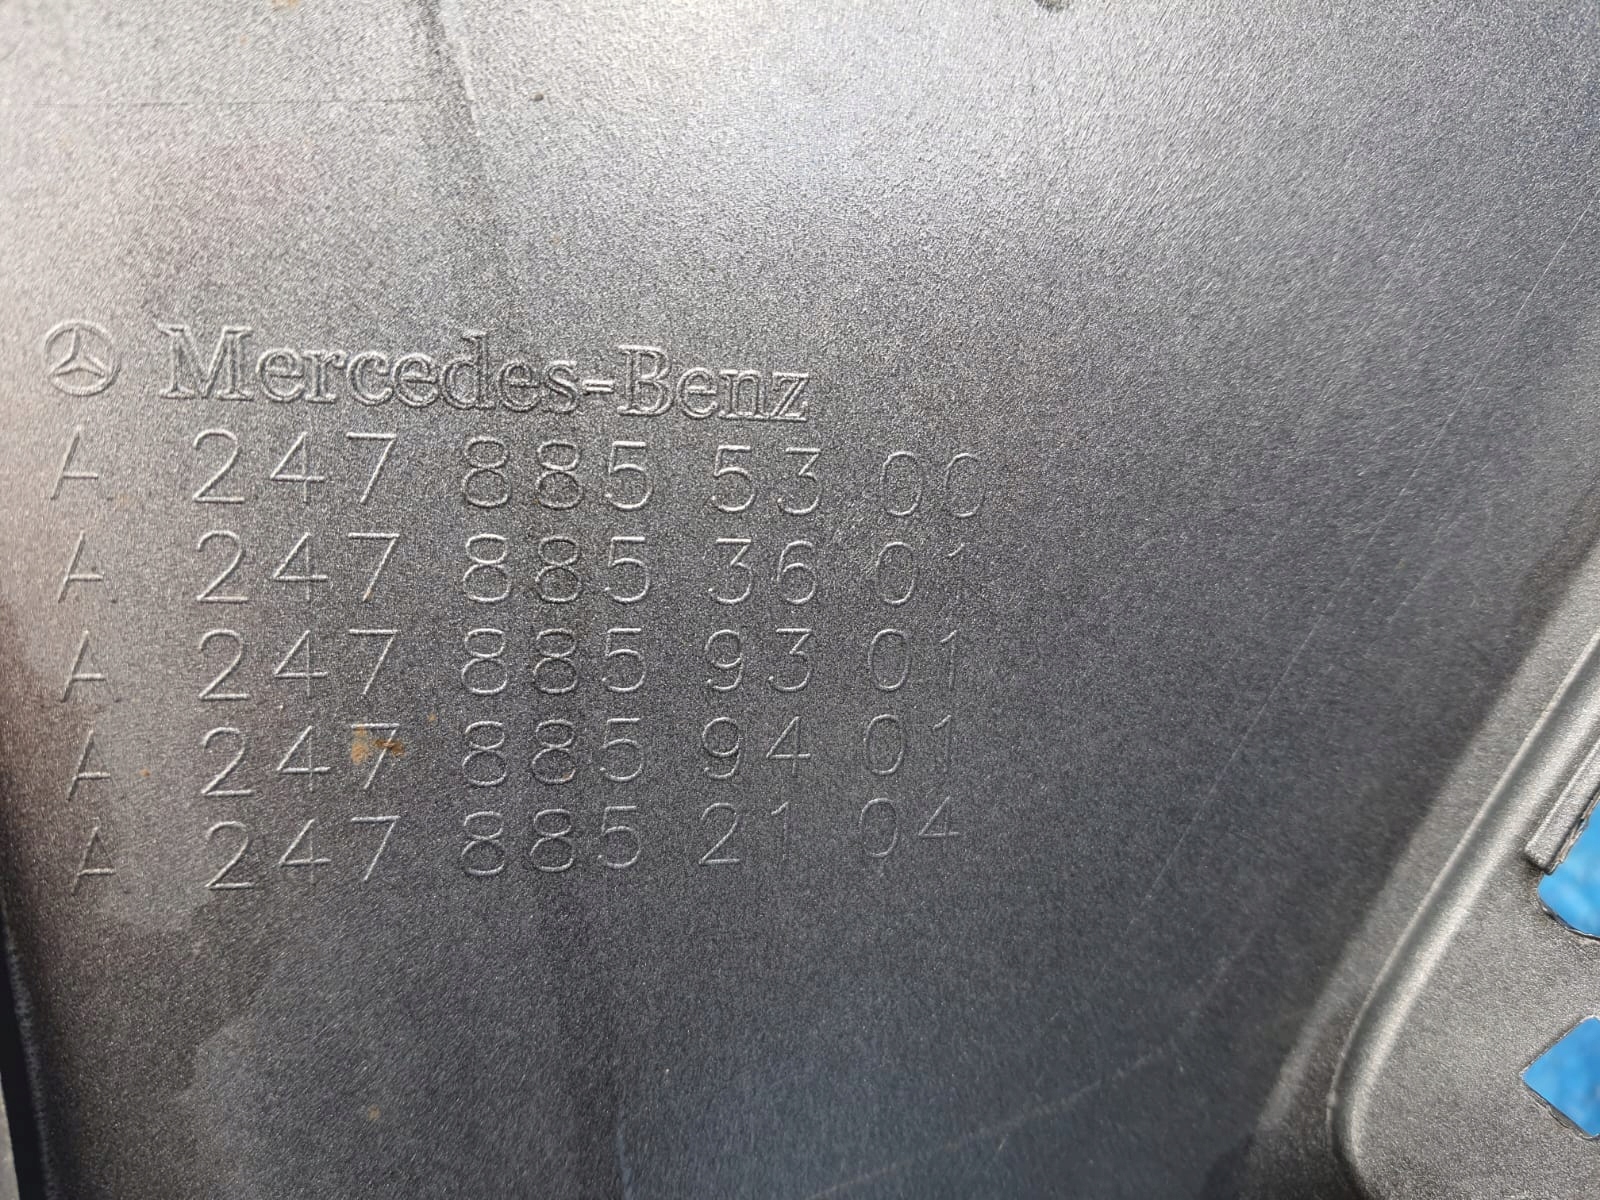 Mercedes-Benz
A 247 885 53 00
A 247 885 36 01
A 247 885 93 01
A 247 885 94 01
A 247 885 21 04